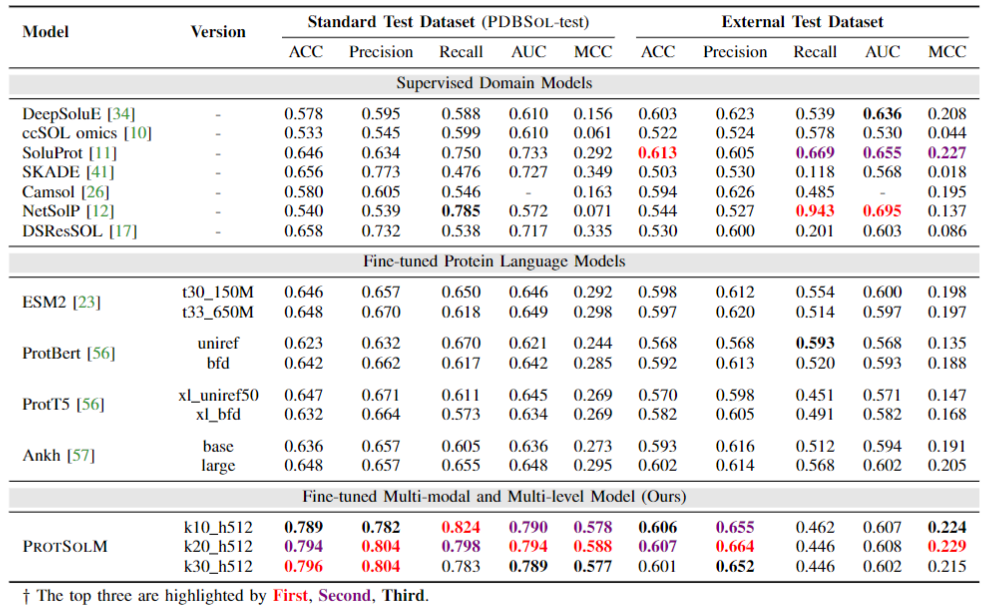 Model Version Standard Test Dataset (PDBSOL-test) External Test Dataset
ACC Precision Recall AUC MCC ACC Precision Recall AUC MCC
Supervised Domain Models
DeepSoluE [34] - 0.578 0.595 0.588 0.610 0.156 0.603 0.623 0.539 0.636 0.208
ccSOL omics [10] - 0.533 0.545 0.599 0.610 0.061 0.522 0.524 0.578 0.530 0.044
SoluProt [11] - 0.646 0.634 0.750 0.733 0.292 0.613 0.605 0.669 0.655 0.227
SKADE [41] - 0.656 0.773 0.476 0.727 0.349 0.503 0.530 0.118 0.568 0.018
Camsol [26] - 0.580 0.605 0.546 - 0.163 0.594 0.626 0.485 - 0.195
NetSolP [12] - 0.540 0.539 0.785 0.572 0.071 0.544 0.527 0.943 0.695 0.137
DSResSOL [17] - 0.658 0.732 0.538 0.717 0.335 0.530 0.600 0.201 0.603 0.086
Fine-tuned Protein Language Models
ESM2 [23] t30_150M 0.646 0.657 0.650 0.646 0.292 0.598 0.612 0.554 0.600 0.198
t33_650M 0.648 0.670 0.618 0.649 0.298 0.597 0.620 0.514 0.597 0.197
ProtBert [56] uniref 0.623 0.632 0.670 0.621 0.244 0.568 0.568 0.593 0.568 0.135
bfd 0.642 0.662 0.617 0.642 0.285 0.592 0.613 0.520 0.593 0.188
ProtT5 [56] xl_uniref50 0.647 0.671 0.611 0.645 0.269 0.570 0.598 0.451 0.571 0.147
xl_bfd 0.632 0.664 0.573 0.634 0.269 0.582 0.605 0.491 0.582 0.168
Ankh [57] base 0.636 0.657 0.605 0.636 0.273 0.593 0.616 0.512 0.594 0.191
large 0.648 0.657 0.655 0.648 0.295 0.602 0.614 0.568 0.602 0.205
Fine-tuned Multi-modal and Multi-level Model (Ours)
PROTSOLM k10_h512 0.789 0.782 0.824 0.790 0.578 0.606 0.655 0.462 0.607 0.224
k20_h512 0.794 0.804 0.798 0.794 0.588 0.607 0.664 0.446 0.608 0.229
k30_h512 0.796 0.804 0.783 0.789 0.577 0.601 0.652 0.446 0.602 0.215
† The top three are highlighted by First, Second, Third.